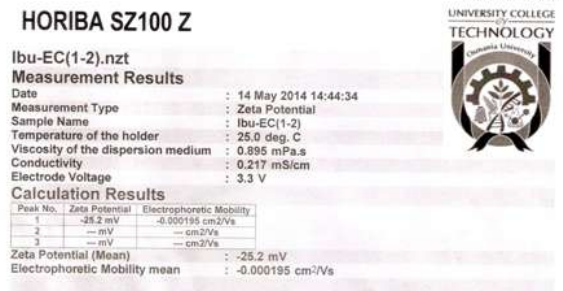 HORIBA SZ100 Z
UNIVERSITY COLLEGE
OF
TECHNOLOGY
Osmania University
Ibu-EC(1-2).nzt
Measurement Results
Date : 14 May 2014 14:44:34
Measurement Type : Zeta Potential
Sample Name : Ibu-EC(1-2)
Temperature of the holder : 25.0 deg. C
Viscosity of the dispersion medium : 0.895 mPa.s
Conductivity : 0.217 mS/cm
Electrode Voltage : 3.3 V
Calculation Results
Peak No. Zeta Potential Electrophoretic Mobility
1 -25.2 mV -0.000195 cm2/Vs
2 --- mV --- cm2/Vs
3 --- mV --- cm2/Vs
Zeta Potential (Mean) : -25.2 mV
Electrophoretic Mobility mean : -0.000195 cm²/Vs